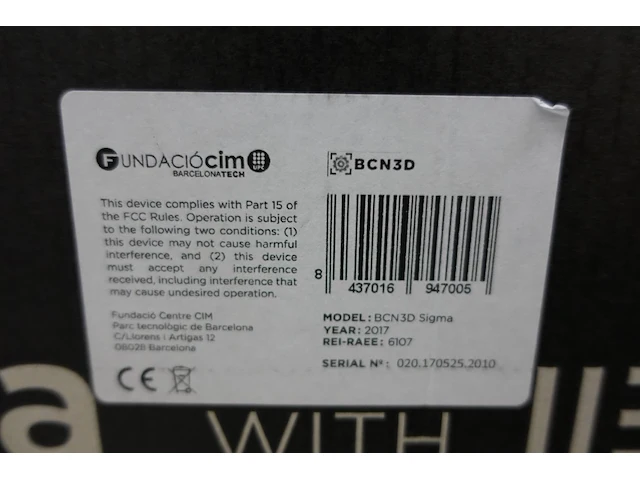 FUNDACIÓcim UPC
BARCELONATECH
This device complies with Part 15 of
the FCC Rules. Operation is subject
to the following two conditions: (1)
this device may not cause harmful
interference, and (2) this device
must accept any interference
received, including interference that
may cause undesired operation.
Fundació Centre CIM
Parc tecnològic de Barcelona
C/Llorens i Artigas 12
08028 Barcelona
CE
BCN3D
8 437016 947005
MODEL: BCN3D Sigma
YEAR: 2017
REI-RAEE: 6107
SERIAL Nº: 020.170525.2010
a WITH